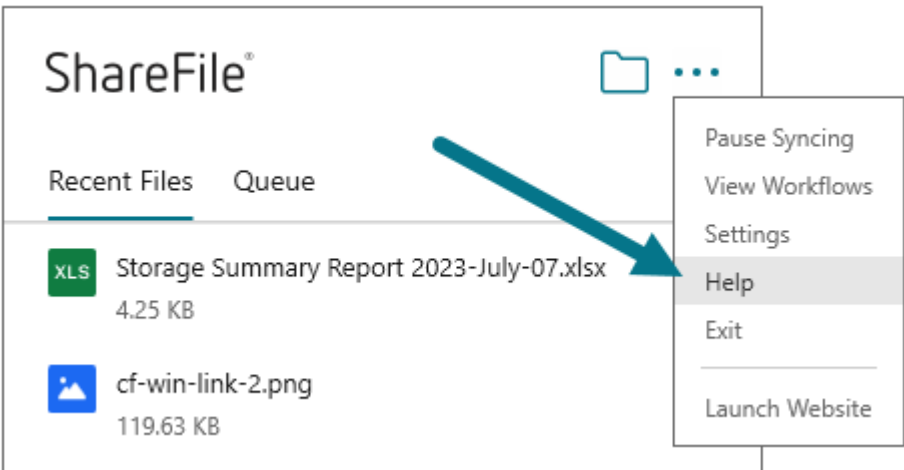 ShareFile®
Recent Files
Queue
XLS
Storage Summary Report 2023-July-07.xlsx
4.25 KB
cf-win-link-2.png
119.63 KB
Pause Syncing
View Workflows
Settings
Help
Exit
Launch Website